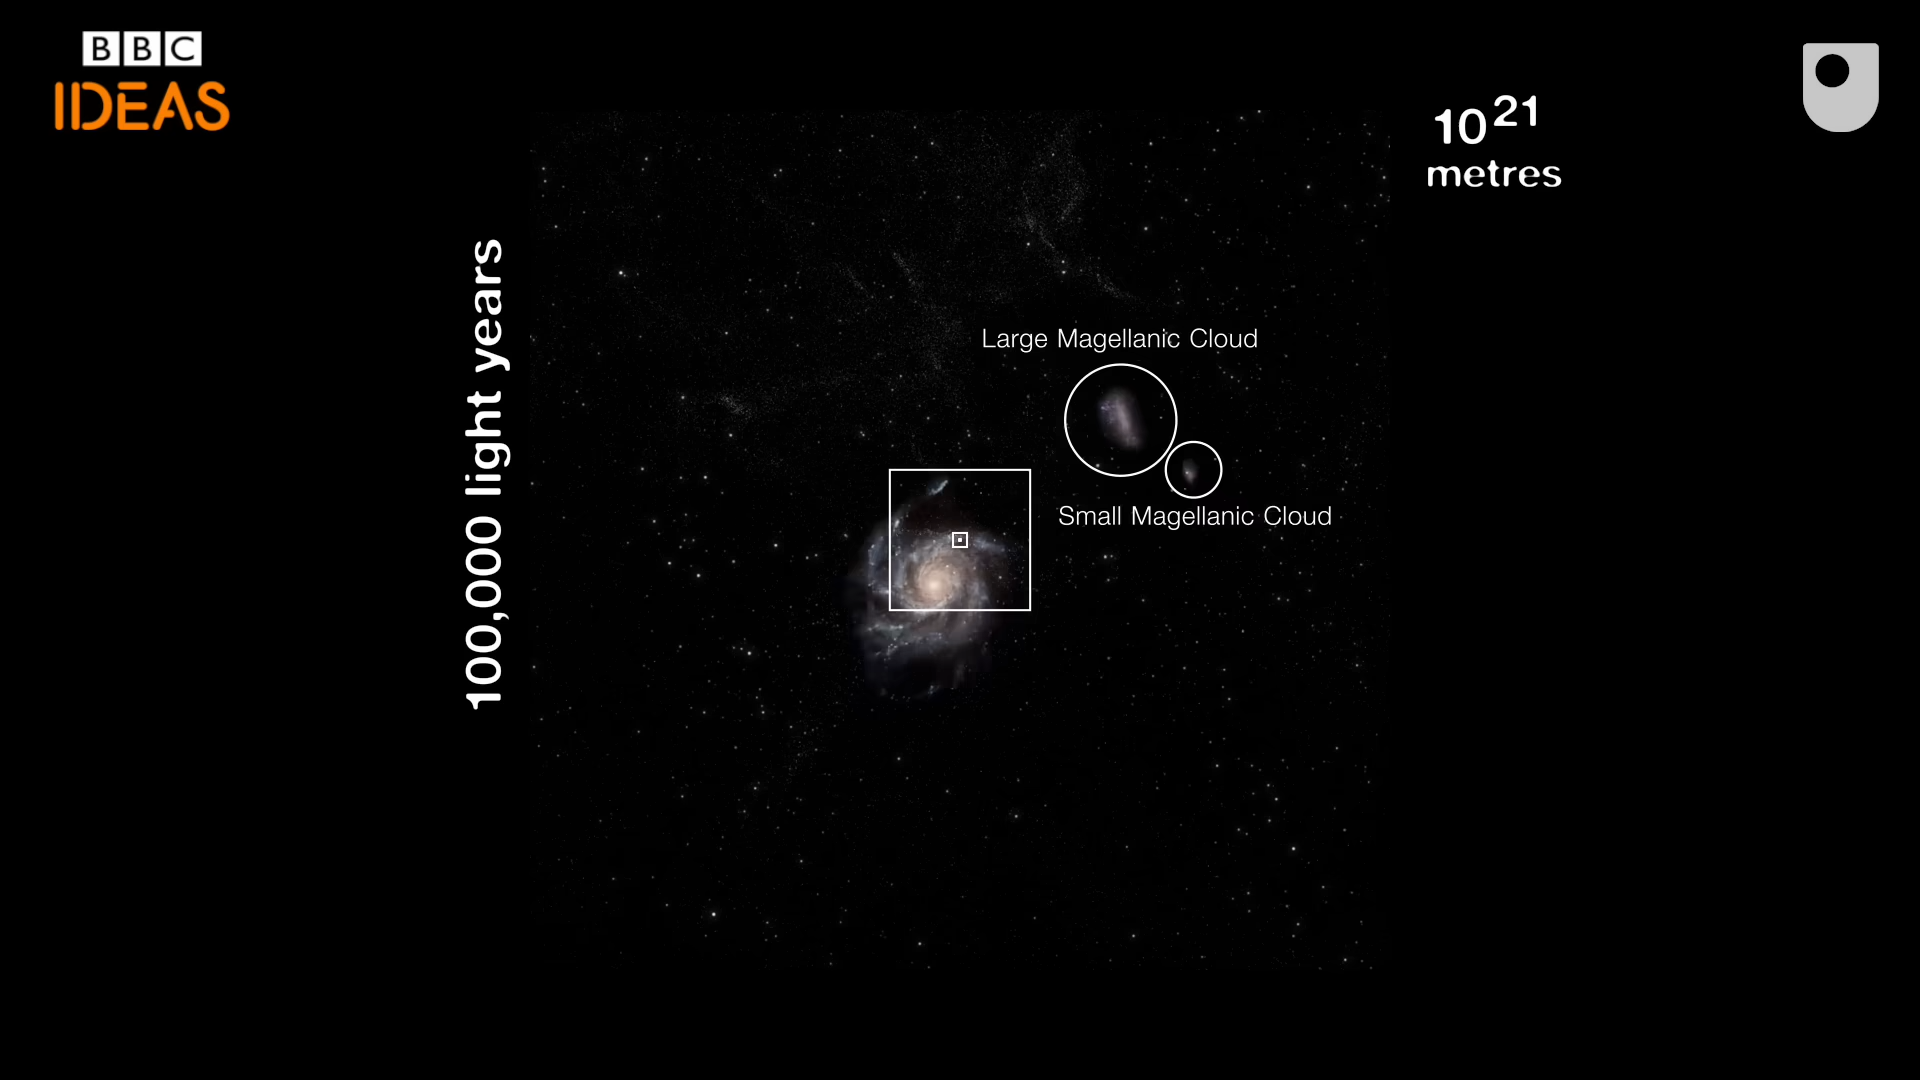 BBC
IDEAS
10²¹
metres
100,000 light years
Large Magellanic Cloud
Small Magellanic Cloud